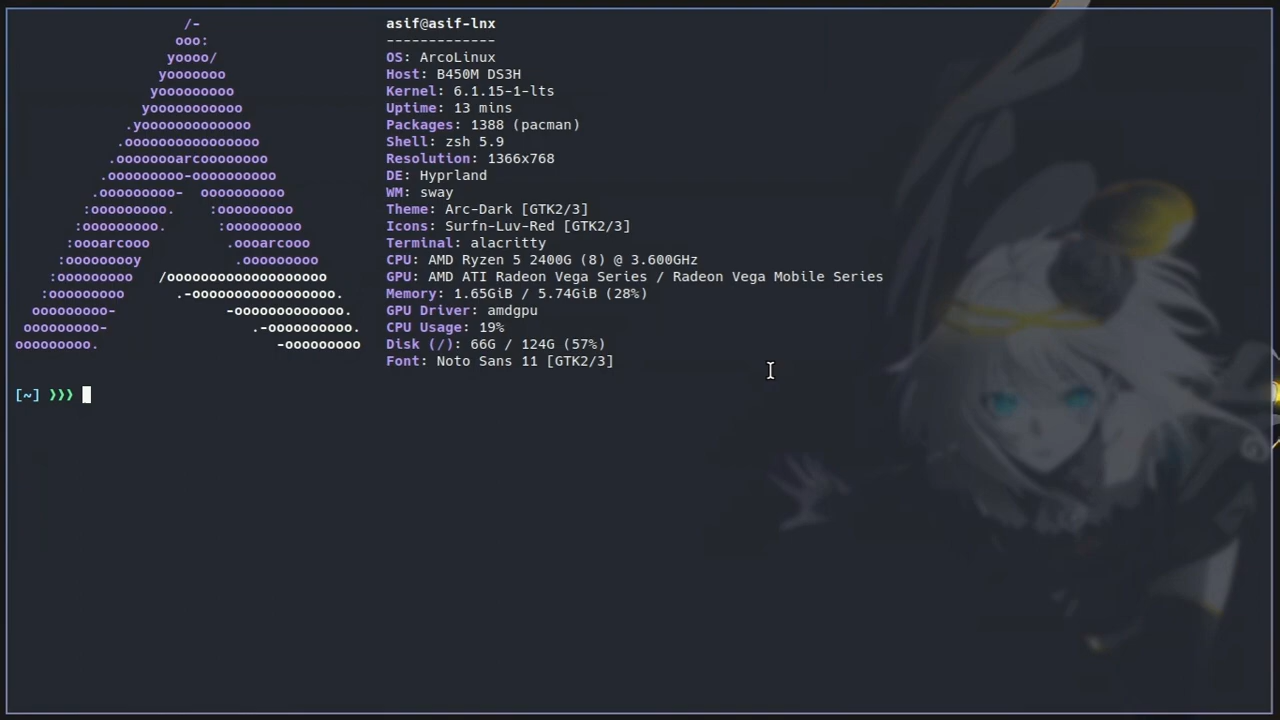 /-
ooo:
yoooo/
yooooooo
yooooooooo
yooooooooooo
.yooooooooooooo
.oooooooooooooooo
.oooooooarcoooooooo
.ooooooooo-oooooooooo
.ooooooooo-  oooooooooo
:ooooooooo.    :ooooooooo
:ooooooooo.      :ooooooooo
:oooarcooo         .oooarcooo
:ooooooooy           .ooooooooo
:ooooooooo   /ooooooooooooooooooo
:ooooooooo      .-ooooooooooooooooo.
ooooooooo-             -ooooooooooooo.
ooooooooo-                 .-oooooooooo.
ooooooooo.                     -ooooooooo
asif@asif-lnx
-------------
OS: ArcoLinux
Host: B450M DS3H
Kernel: 6.1.15-1-lts
Uptime: 13 mins
Packages: 1388 (pacman)
Shell: zsh 5.9
Resolution: 1366x768
DE: Hyprland
WM: sway
Theme: Arc-Dark [GTK2/3]
Icons: Surfn-Luv-Red [GTK2/3]
Terminal: alacritty
CPU: AMD Ryzen 5 2400G (8) @ 3.600GHz
GPU: AMD ATI Radeon Vega Series / Radeon Vega Mobile Series
Memory: 1.65GiB / 5.74GiB (28%)
GPU Driver: amdgpu
CPU Usage: 19%
Disk (/): 66G / 124G (57%)
Font: Noto Sans 11 [GTK2/3]
[~] ❯❯❯